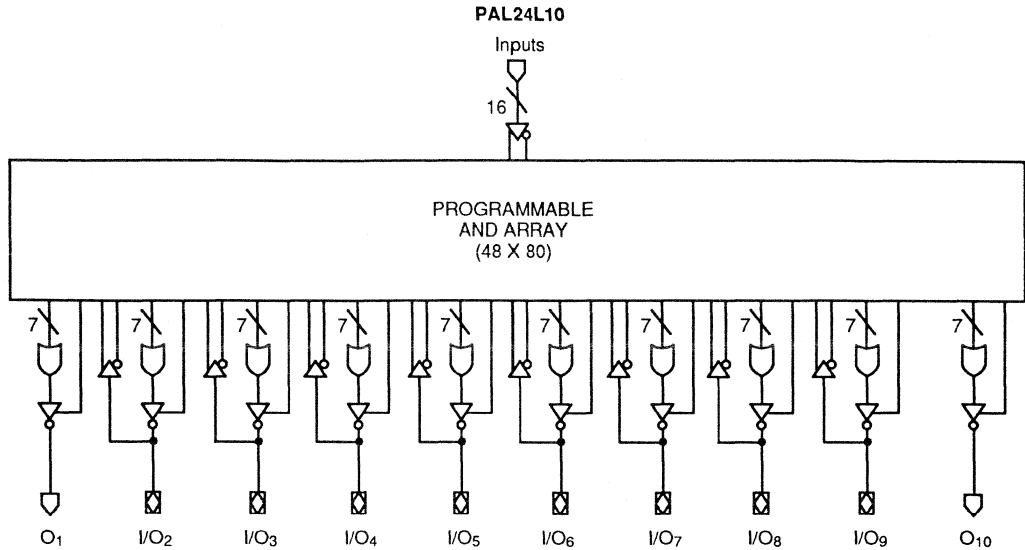 PAL24L10
Inputs
16
PROGRAMMABLE
AND ARRAY
(48 X 80)
7 7 7 7 7 7 7 7 7 7
O1 I/O2 I/O3 I/O4 I/O5 I/O6 I/O7 I/O8 I/O9 O10